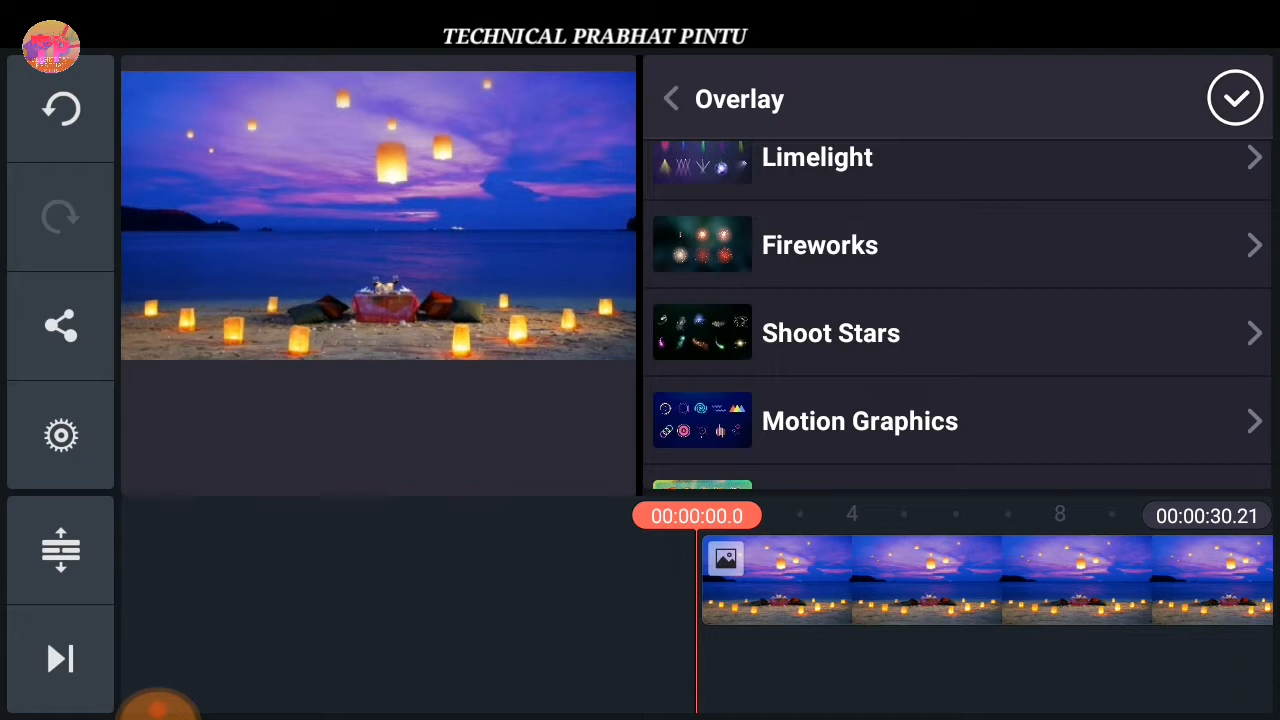 TECHNICAL PRABHAT PINTU
Overlay
Limelight
Fireworks
Shoot Stars
Motion Graphics
00:00:00.0
4
8
00:00:30.21